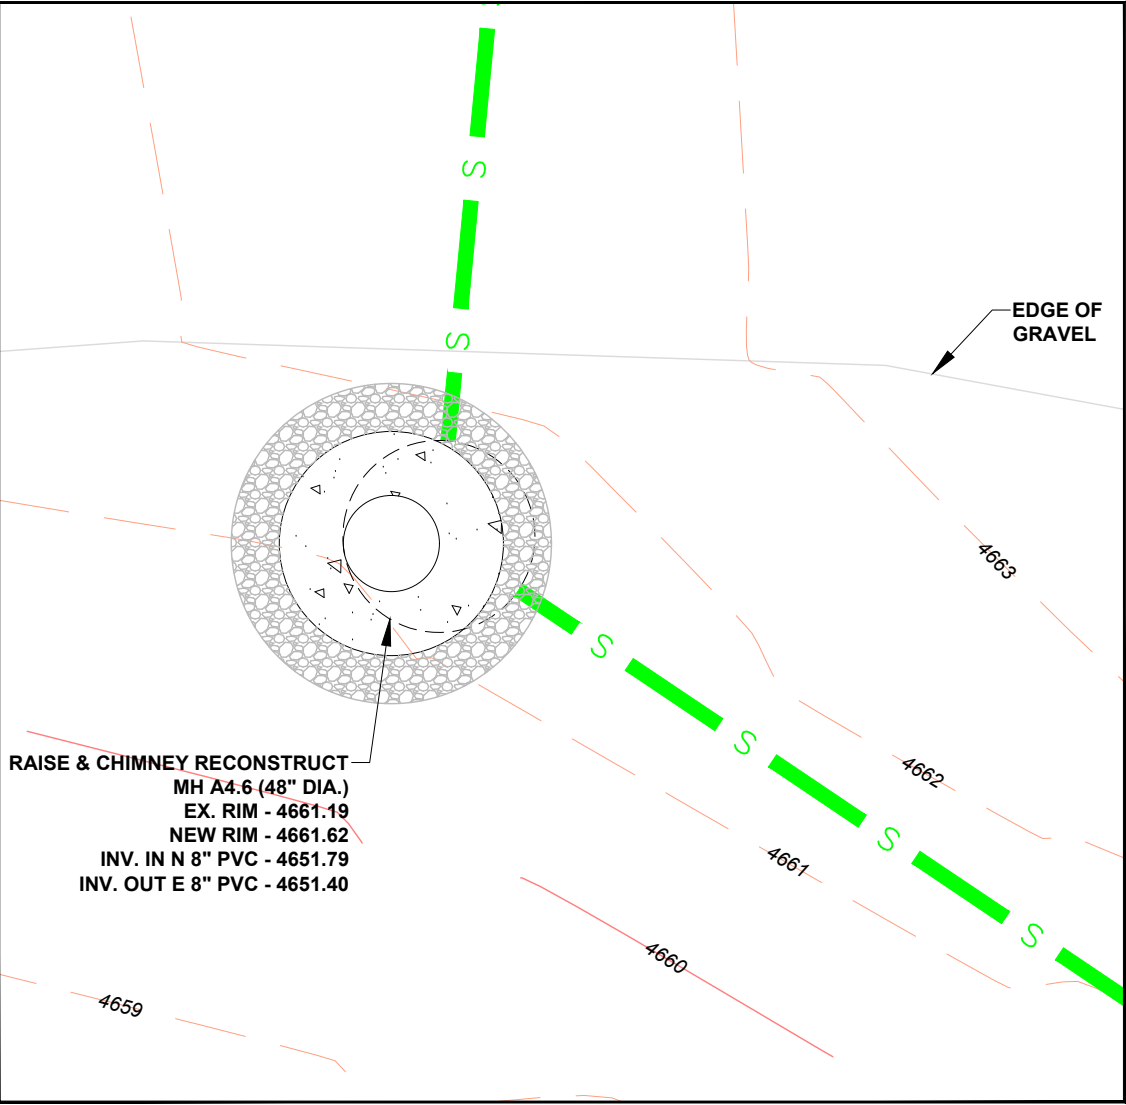 S
S
EDGE OF
GRAVEL
4663
S
S
4662
S
4661
S
4660
4659
RAISE & CHIMNEY RECONSTRUCT
MH A4.6 (48" DIA.)
EX. RIM - 4661.19
NEW RIM - 4661.62
INV. IN N 8" PVC - 4651.79
INV. OUT E 8" PVC - 4651.40